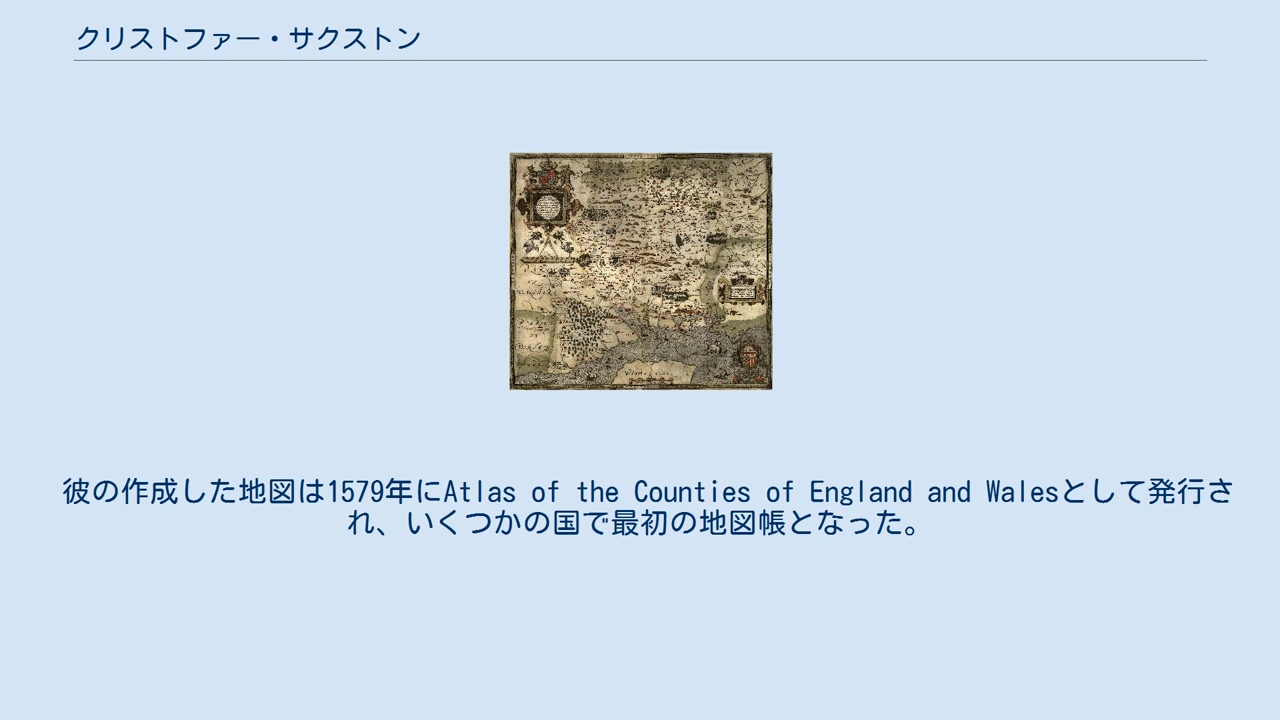 クリストファー・サクストン
彼の作成した地図は1579年にAtlas of the Counties of England and Walesとして発行さ
れ、いくつかの国で最初の地図帳となった。